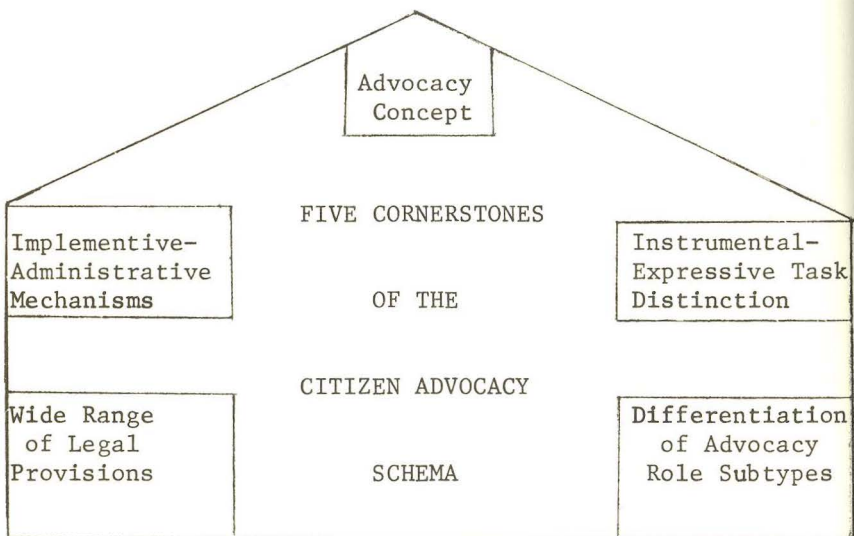 Advocacy
Concept
FIVE CORNERSTONES
Implementive-
Administrative
Mechanisms
Instrumental-
Expressive Task
Distinction
OF THE
CITIZEN ADVOCACY
Wide Range
of Legal
Provisions
Differentiation
of Advocacy
Role Subtypes
SCHEMA